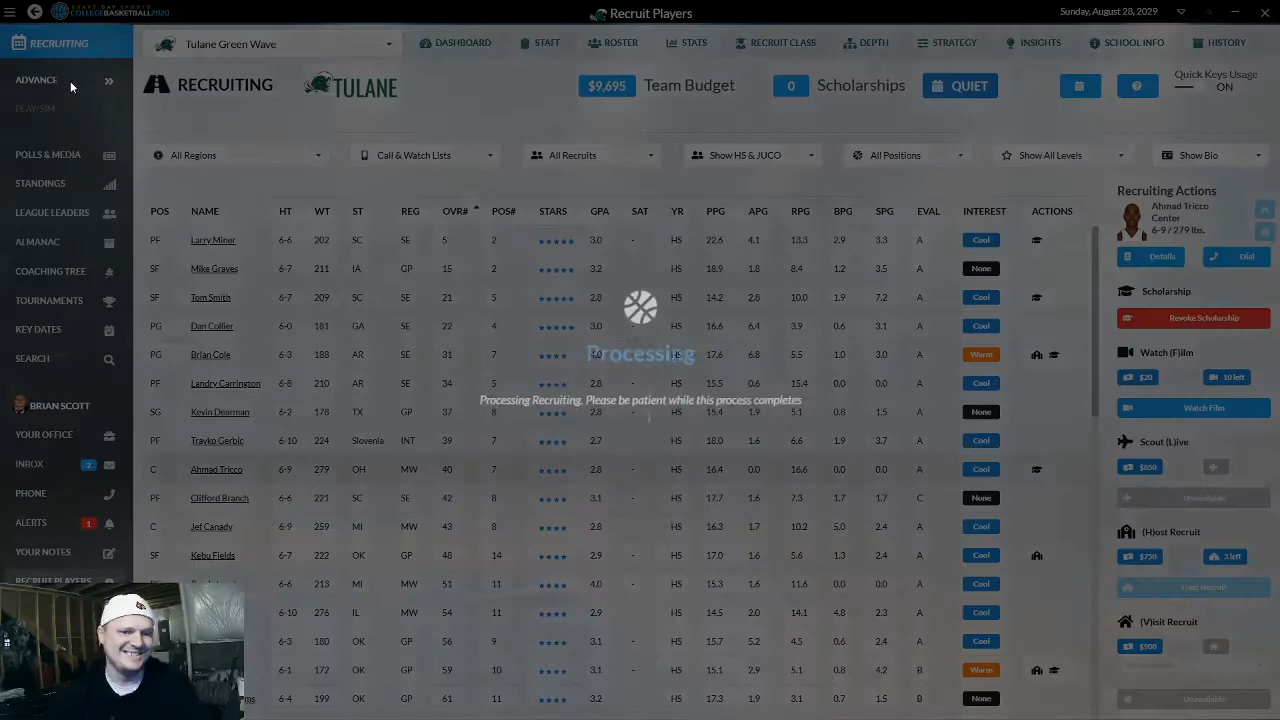 DRAFT DAY SPORTS
COLLEGE BASKETBALL 2020
Recruit Players
Sunday, August 28, 2029
RECRUITING
Tulane Green Wave
DASHBOARD STAFF ROSTER STATS RECRUIT CLASS DEPTH STRATEGY INSIGHTS SCHOOL INFO HISTORY
ADVANCE
PLAY/SIM
POLLS & MEDIA
STANDINGS
LEAGUE LEADERS
ALMANAC
COACHING TREE
TOURNAMENTS
KEY DATES
SEARCH
BRIAN SCOTT
YOUR OFFICE
INBOX 2
PHONE
ALERTS 1
YOUR NOTES
RECRUIT PLAYERS
RECRUITING TULANE $9,695 Team Budget 0 Scholarships QUIET
Quick Keys Usage
ON
All Regions Call & Watch Lists All Recruits Show HS & JUCO All Positions Show All Levels Show Bio
POS NAME HT WT ST REG OVR# POS# STARS GPA SAT YR PPG APG RPG BPG SPG EVAL INTEREST ACTIONS
PF Larry Miner 6-6 202 SC SE 5 2 3.0 - HS 22.6 4.1 13.3 2.9 3.3 A Cool
SF Mike Graves 6-7 211 IA GP 15 2 3.2 - HS 18.9 1.8 8.4 1.2 3.5 A None
SF Tom Smith 6-7 209 SC SE 21 5 2.8 - HS 14.2 2.8 10.0 1.9 7.2 A Cool
PG Dan Collier 6-0 181 GA SE 22 4 3.0 - HS 16.6 6.4 3.9 0.6 3.1 A Cool
PG Brian Cole 6-3 188 AR SE 31 7 4.0 - HS 17.6 6.8 5.5 1.0 3.0 A Warm
PF Landry Carrington 6-8 210 AR SE 34 5 2.8 - HS 15.5 0.6 15.4 0.0 0.0 A Cool
SG Kevin Dearman 6-2 178 TX GP 37 8 2.8 - HS 15.4 1.9 5.1 0.8 1.5 A None
PF Travko Gerbic 6-10 224 Slovenia INT 39 7 2.7 - HS 18.0 1.6 6.6 1.9 3.7 A Cool
C Ahmad Tricco 6-9 279 OH MW 40 7 2.8 - HS 16.4 0.0 16.6 0.0 0.0 A Cool
PF Clifford Branch 6-6 221 SC SE 42 8 3.1 - HS 17.7 1.6 7.3 1.7 1.7 C None
C Jef Canady 6-9 259 MI MW 43 8 2.8 - HS 16.3 1.7 10.2 5.0 2.4 A Cool
SF Kebu Fields 6-7 222 OK GP 48 14 2.9 - HS 17.0 1.6 5.6 1.3 2.4 A Cool
6-6 213 MI MW 51 11 4.0 - HS 15.3 1.3 11.6 0.0 0.0 A Cool
6-10 276 IL MW 54 11 2.9 - HS 14.5 2.0 14.1 2.2 2.3 A Cool
6-3 180 OK GP 56 9 3.1 - HS 15.7 5.2 4.5 0.6 1.4 A Cool
6-1 172 OK GP 59 10 3.1 - HS 15.1 2.9 5.1 0.8 4.2 B Warm
6-4 199 OK GP 61 11 3.2 - HS 17.9 1.9 3.1 0.7 1.5 B None
Processing
Processing Recruiting. Please be patient while this process completes
Recruiting Actions
Ahmad Tricco
Center
6-9 / 279 lbs.
Details Dial
Scholarship
Revoke Scholarship
Watch (F)ilm
$20 10 left
Watch Film
Scout (L)ive
$850
Unavailable
(H)ost Recruit
$750 3 left
Host Recruit
(V)isit Recruit
$900
Unavailable